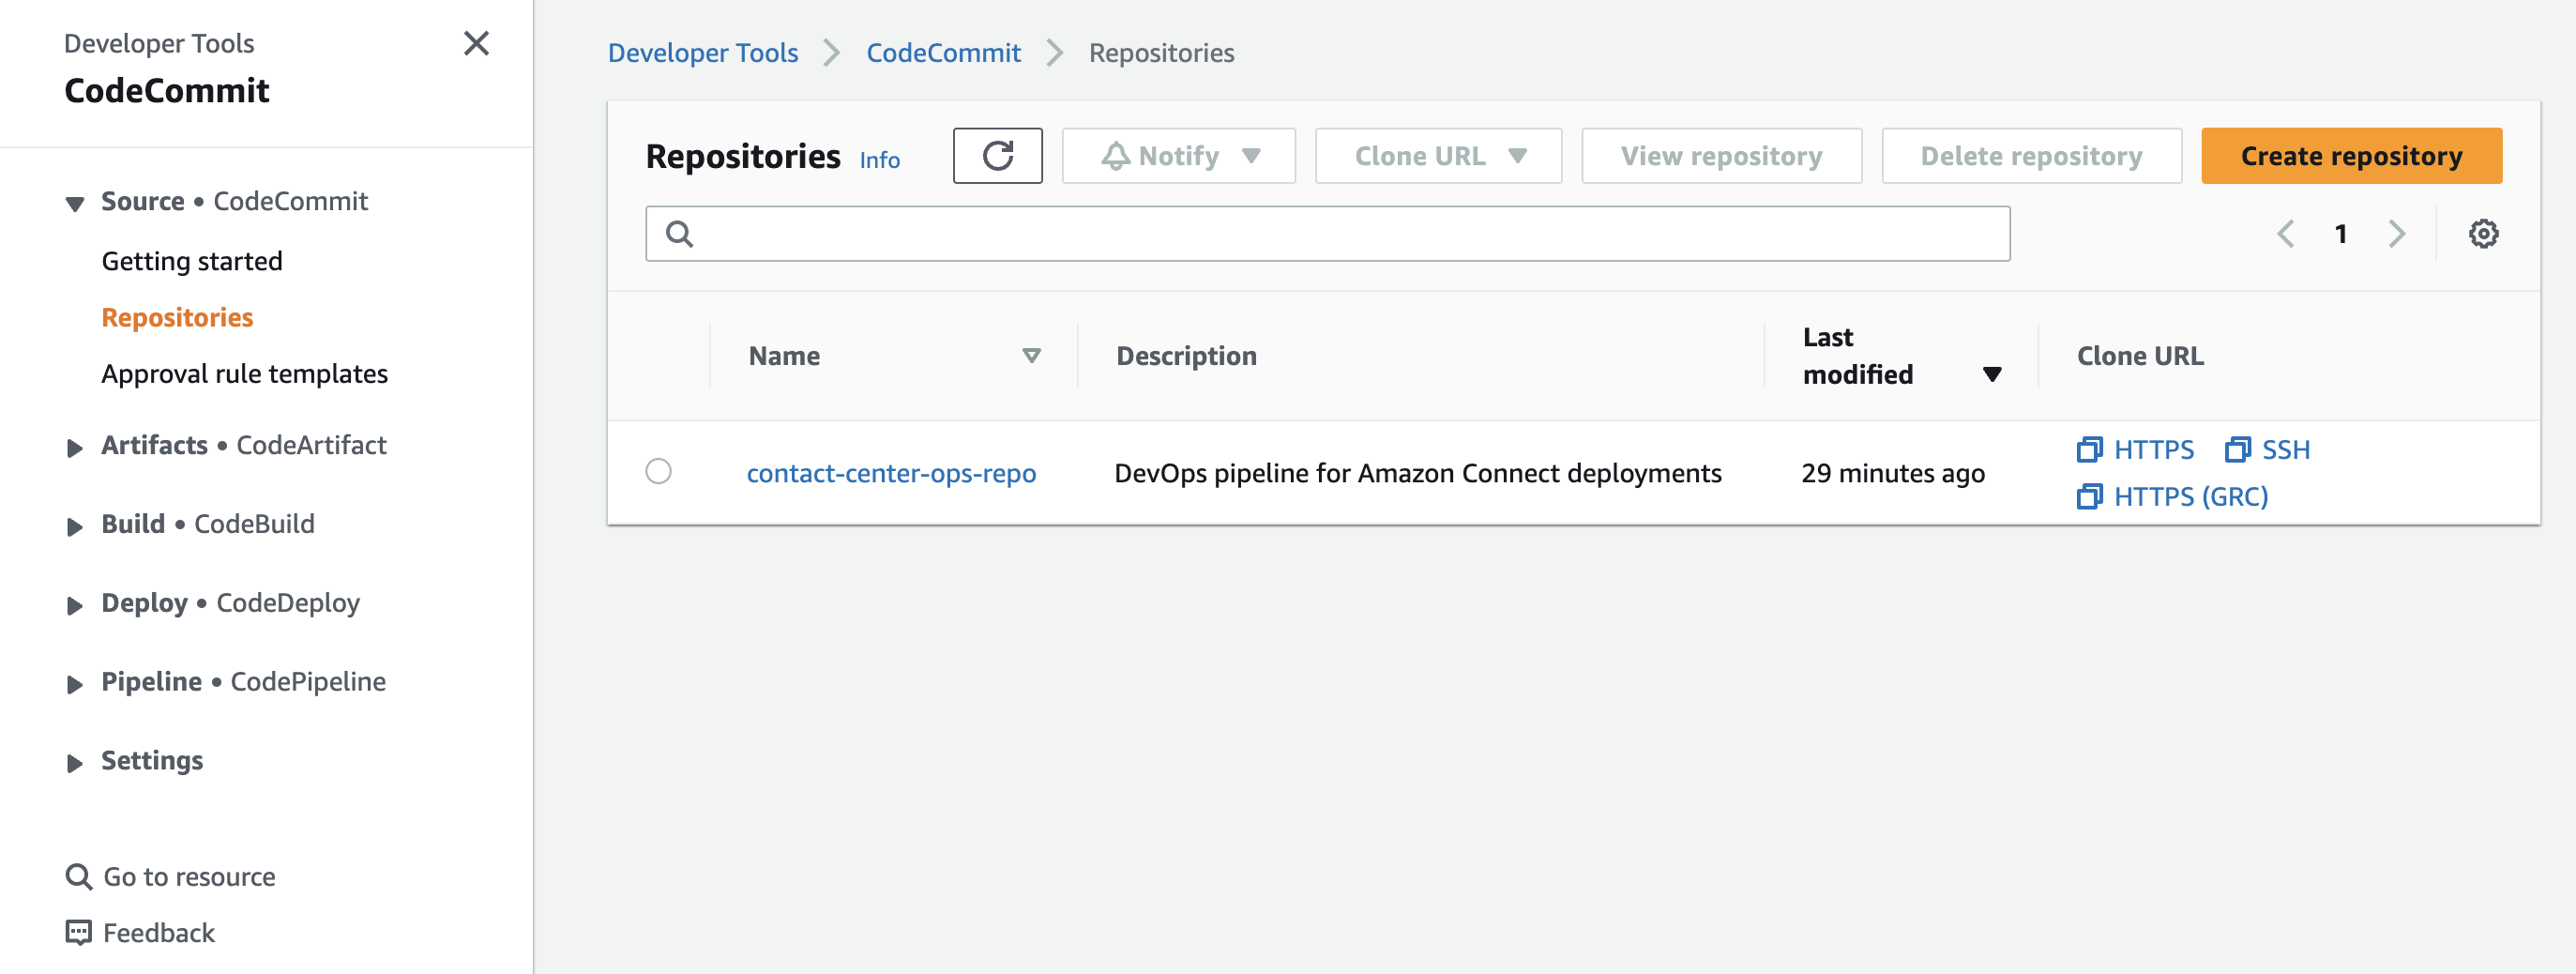 Developer Tools
CodeCommit
Source • CodeCommit
Getting started
Repositories
Approval rule templates
Artifacts • CodeArtifact
Build • CodeBuild
Deploy • CodeDeploy
Pipeline • CodePipeline
Settings
Go to resource
Feedback
Developer Tools CodeCommit Repositories
Repositories Info Notify Clone URL View repository Delete repository Create repository
1
Name Description Last modified Clone URL
contact-center-ops-repo DevOps pipeline for Amazon Connect deployments 29 minutes ago HTTPS SSH
HTTPS (GRC)